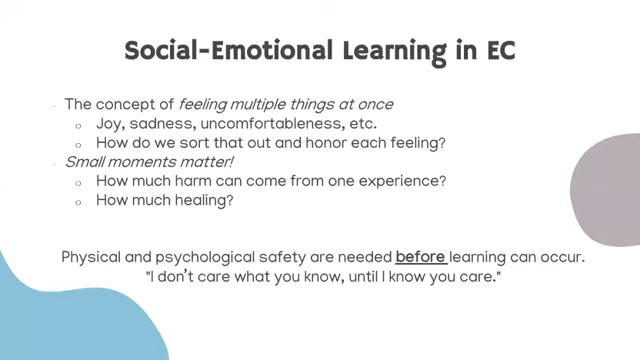 Social-Emotional Learning in EC
- The concept of feeling multiple things at once
o Joy, sadness, uncomfortableness, etc.
o How do we sort that out and honor each feeling?
- Small moments matter!
o How much harm can come from one experience?
o How much healing?
Physical and psychological safety are needed before learning can occur.
"I don't care what you know, until I know you care."